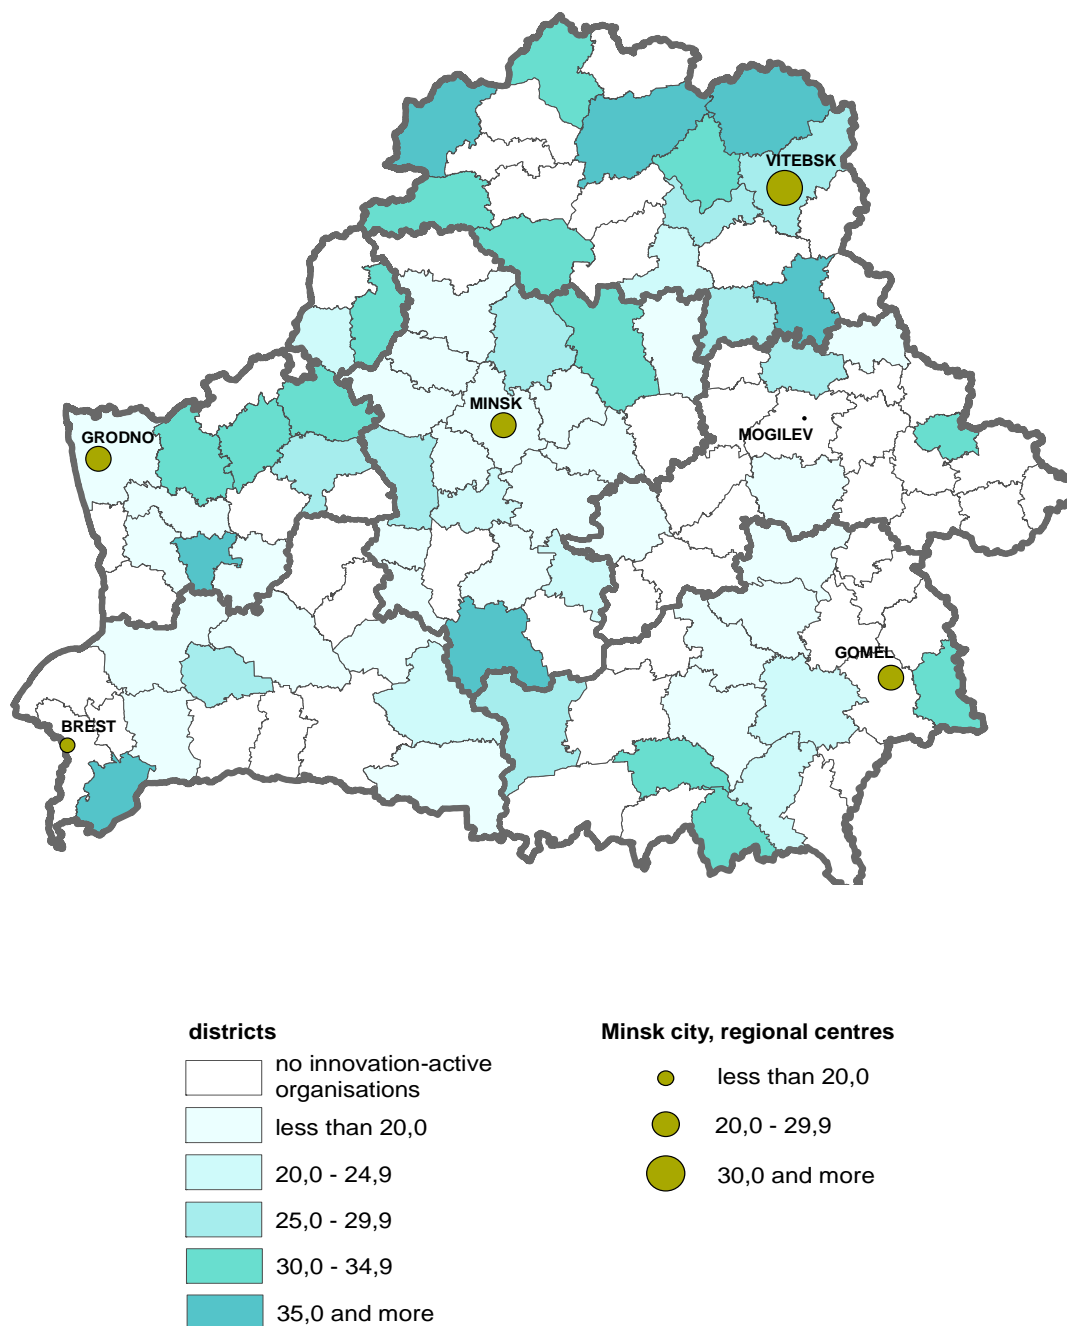 VITEBSK
MINSK
GRODNO
MOGILEV
GOMEL
BREST
districts
no innovation-active
organisations
less than 20,0
20,0 - 24,9
25,0 - 29,9
30,0 - 34,9
35,0 and more
Minsk city, regional centres
less than 20,0
20,0 - 29,9
30,0 and more